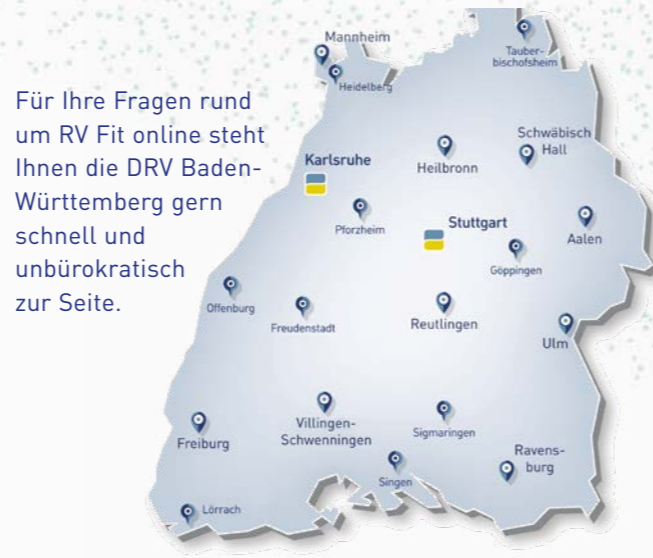 Für Ihre Fragen rund
um RV Fit online steht
Ihnen die DRV Baden-
Württemberg gern
schnell und
unbürokratisch
zur Seite.
Mannheim
Heidelberg
Tauber-
bischofsheim
Karlsruhe
Heilbronn
Schwäbisch
Hall
Pforzheim
Stuttgart
Göppingen
Aalen
Offenburg
Freudenstadt
Reutlingen
Ulm
Freiburg
Villingen-
Schwenningen
Sigmaringen
Ravens-
burg
Singen
Lörrach